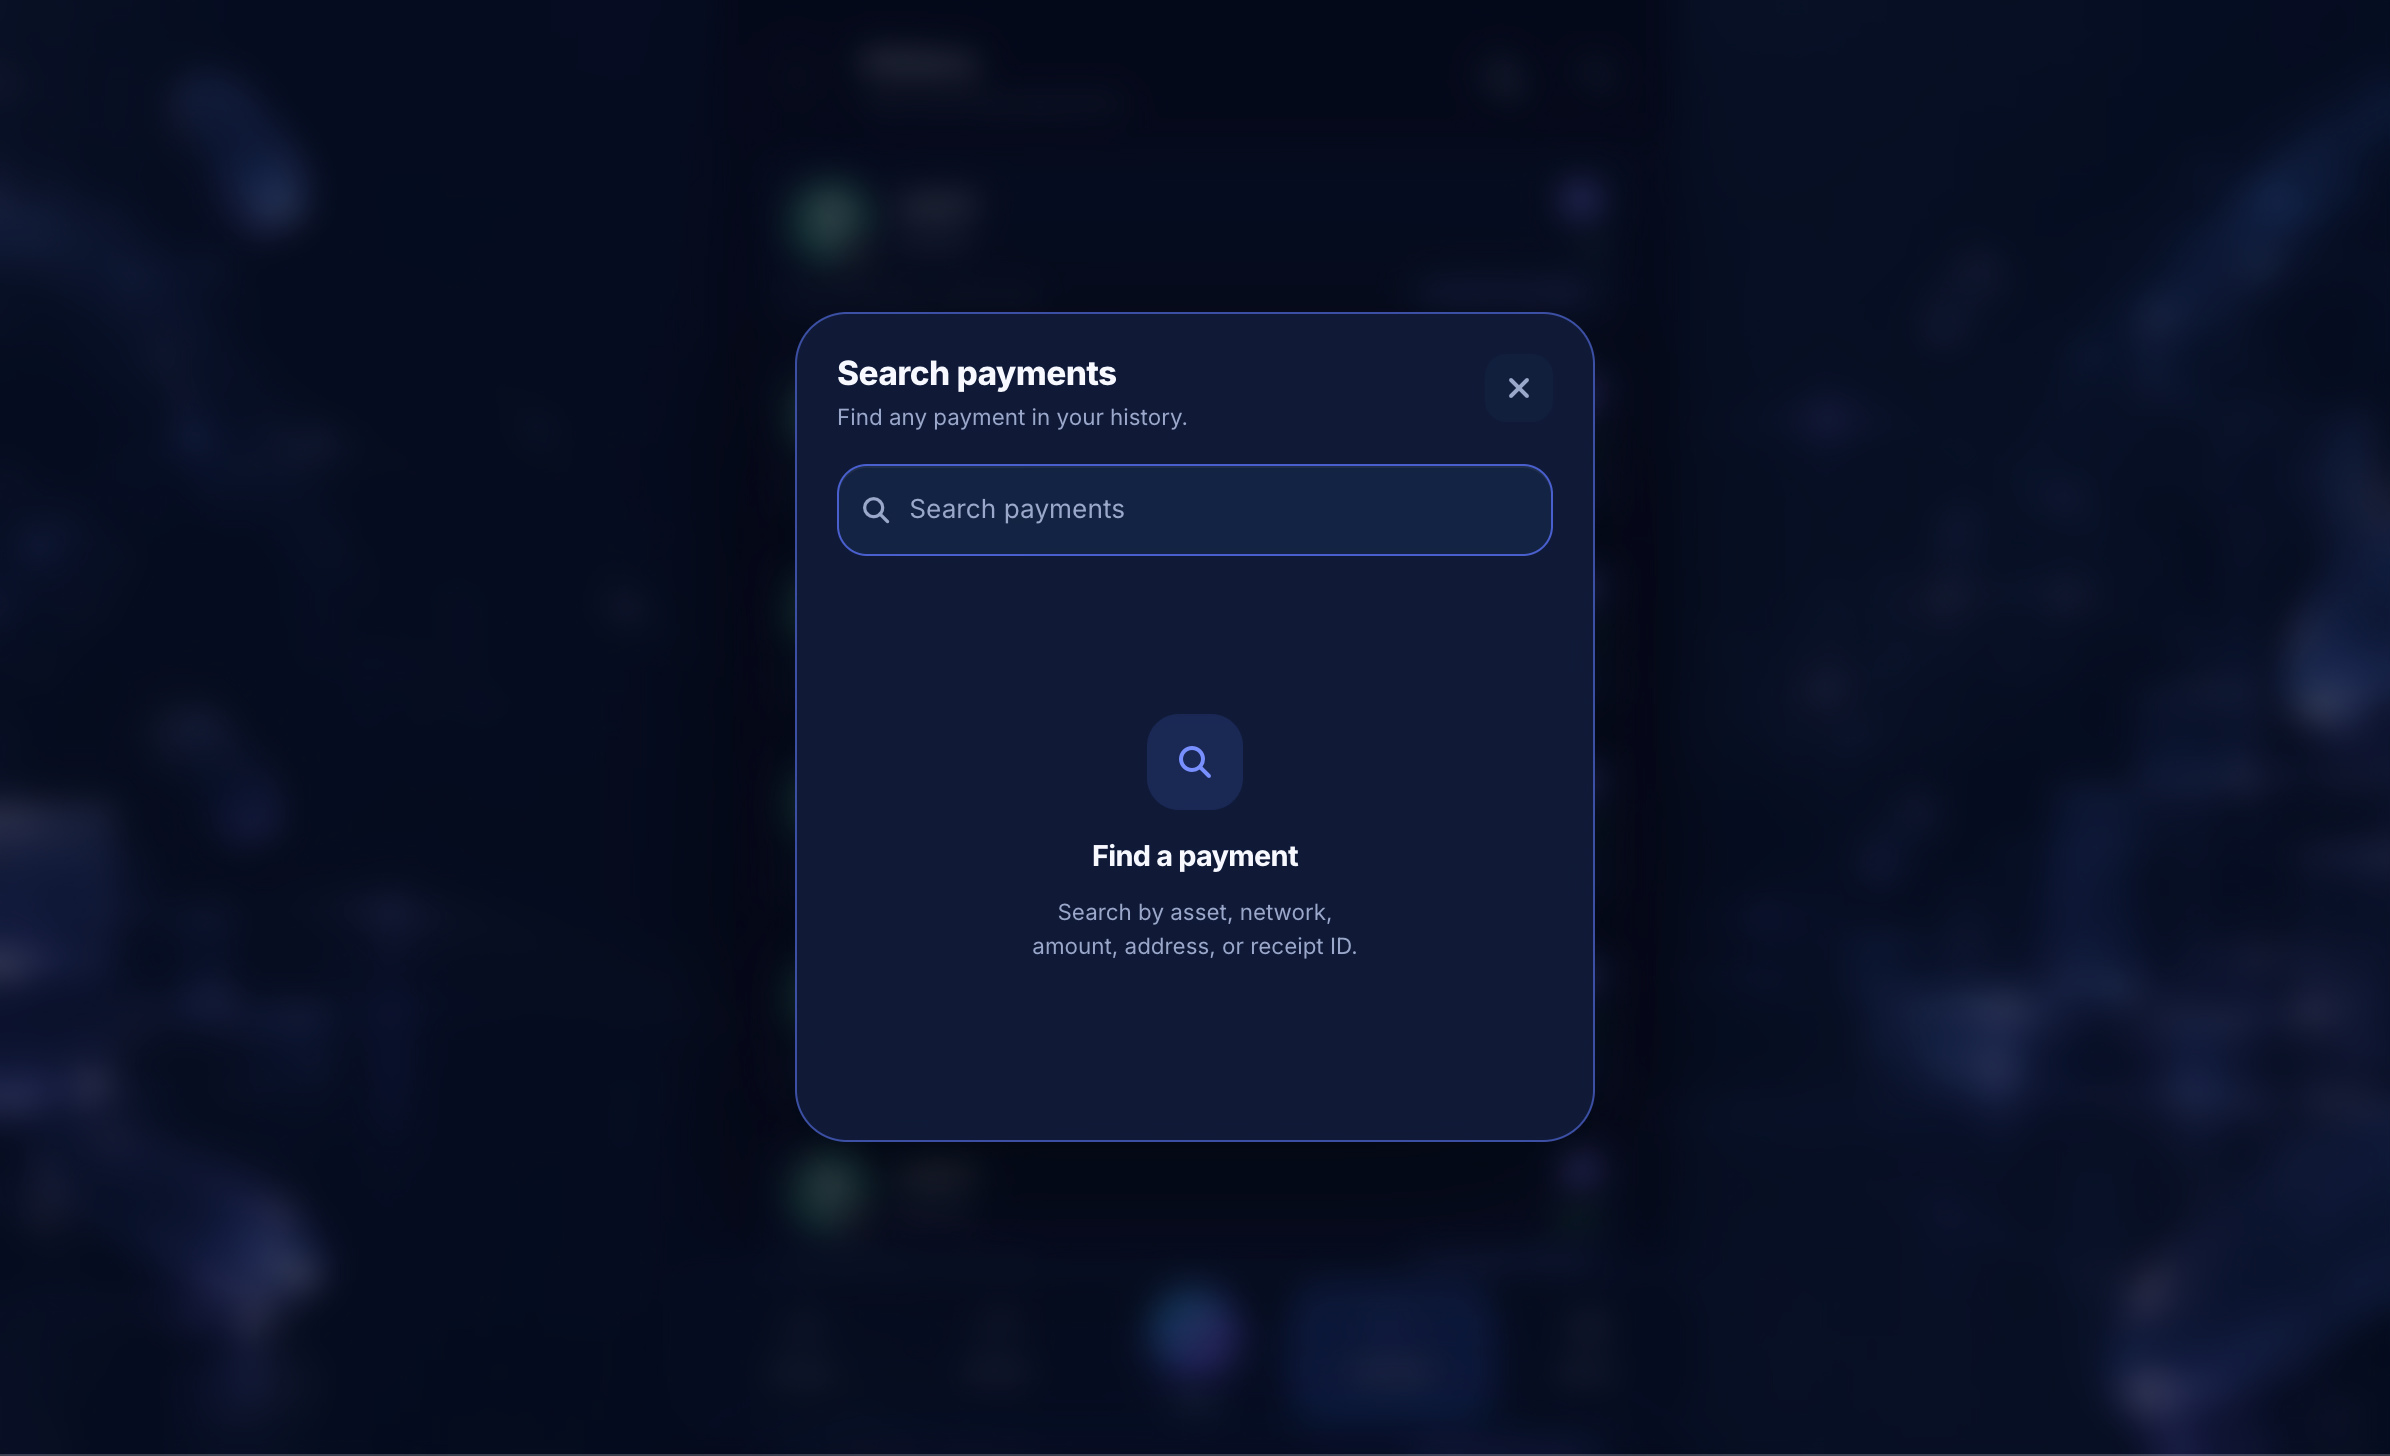 Search payments
Find any payment in your history.
Search payments
Find a payment
Search by asset, network,
amount, address, or receipt ID.